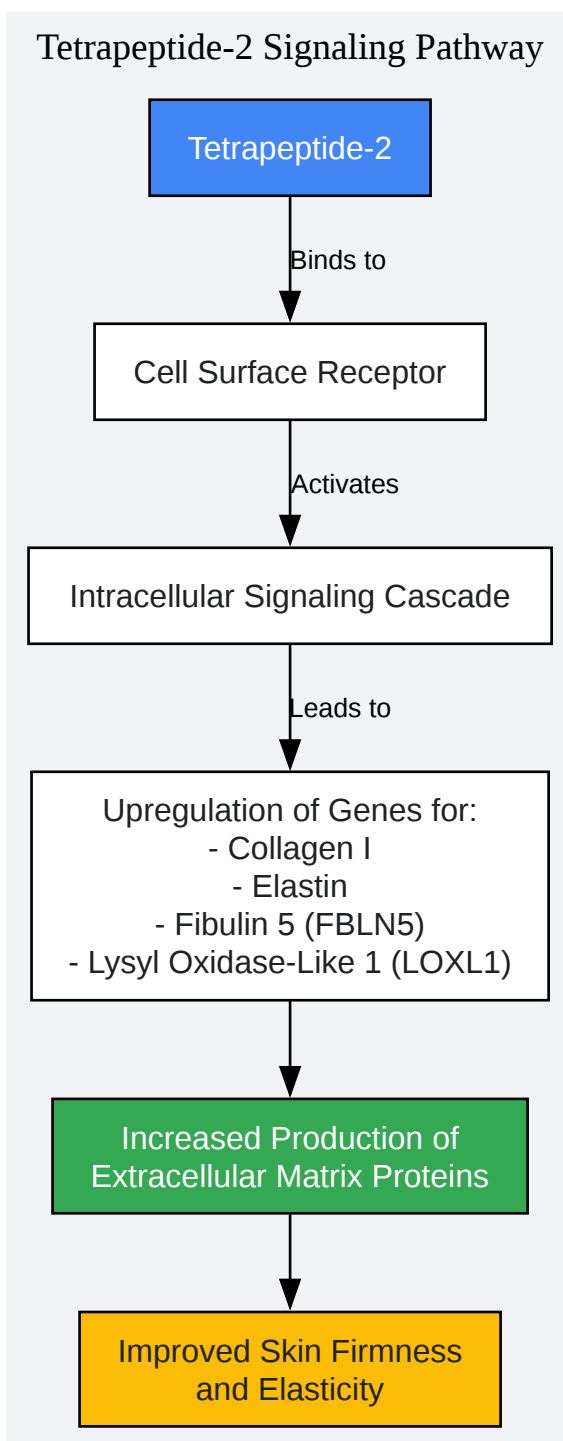 Tetrapeptide-2 Signaling Pathway
Tetrapeptide-2
Binds to
Cell Surface Receptor
Activates
Intracellular Signaling Cascade
Leads to
Upregulation of Genes for:
- Collagen I
- Elastin
- Fibulin 5 (FBLN5)
- Lysyl Oxidase-Like 1 (LOXL1)
Increased Production of
Extracellular Matrix Proteins
Improved Skin Firmness
and Elasticity